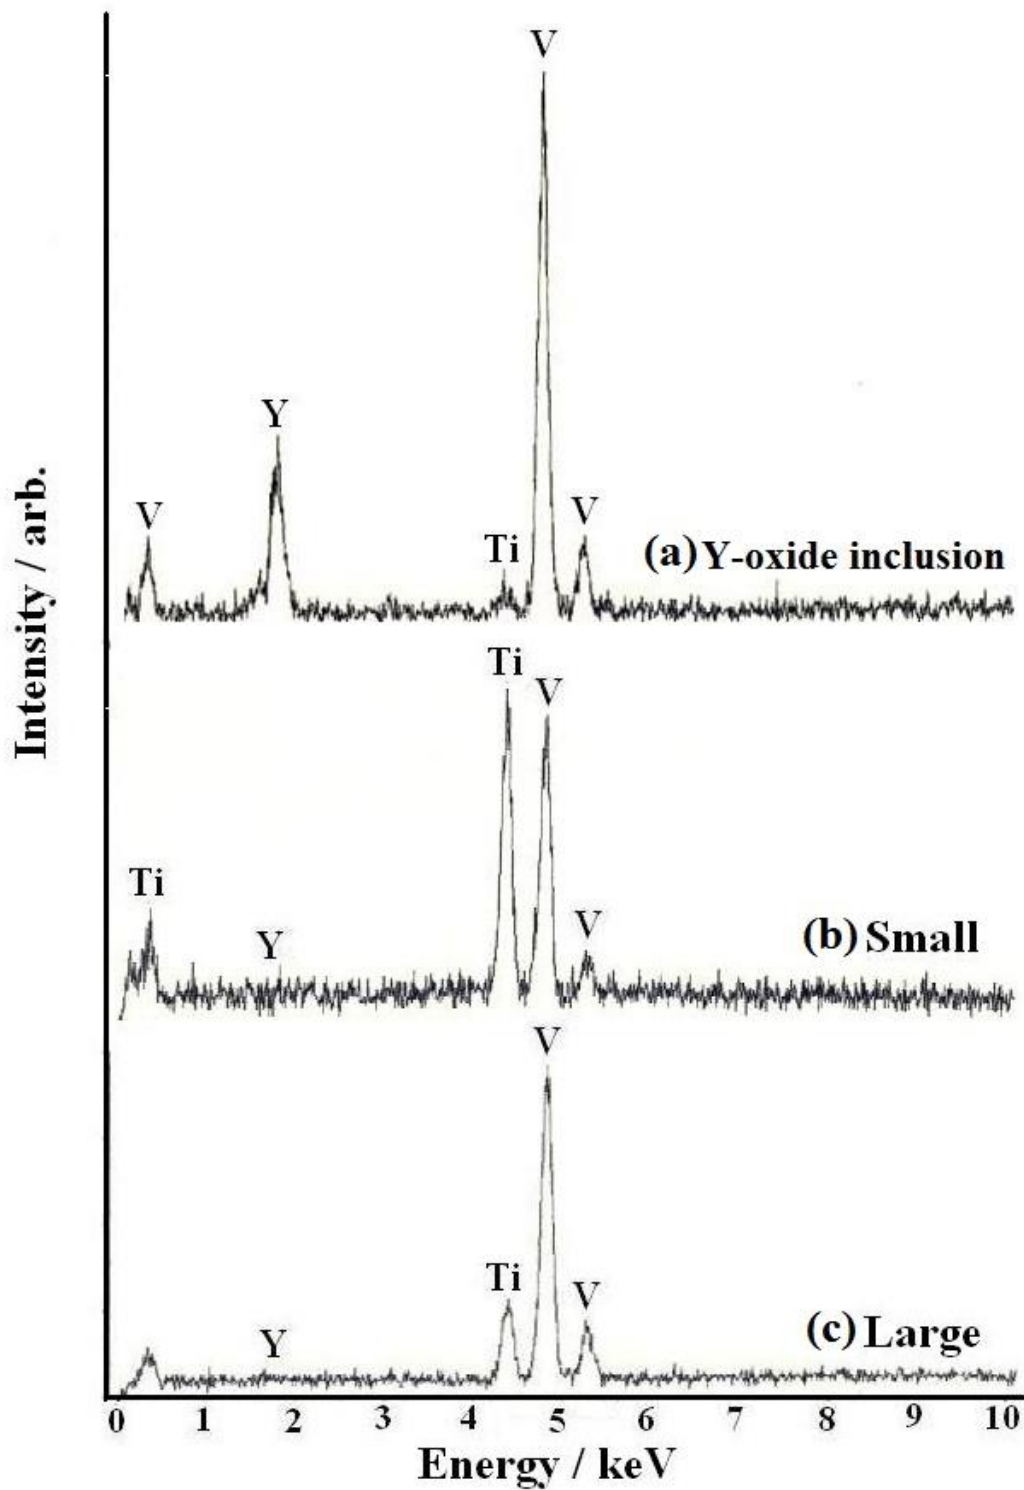 V
Y
V
V
Ti
(a) Y-oxide inclusion
Intensity / arb.
Ti
V
Ti
Y
V
(b) Small
V
Ti
V
Y
(c) Large
0 1 2 3 4 5 6 7 8 9 10
Energy / keV